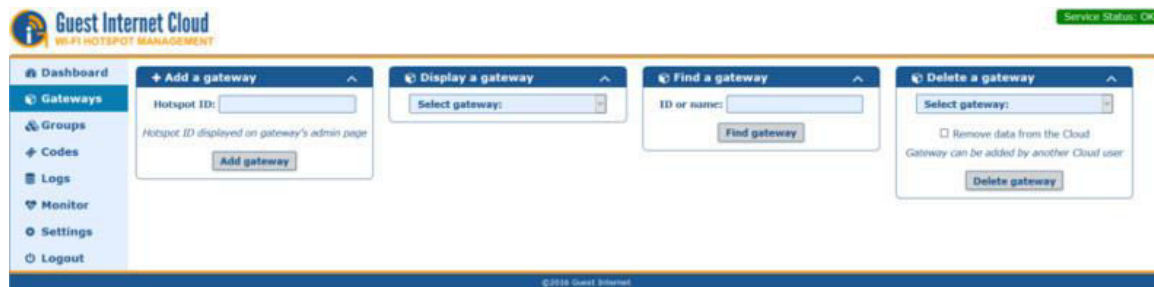 Guest Internet Cloud
WI-FI HOTSPOT MANAGEMENT
Service Status: OK
Dashboard
Gateways
Groups
Codes
Logs
Monitor
Settings
Logout
+ Add a gateway
Hotspot ID:
Hotspot ID displayed on gateway's admin page
Add gateway
Display a gateway
Select gateway:
Find a gateway
ID or name:
Find gateway
Delete a gateway
Select gateway:
Remove data from the Cloud
Gateway can be added by another Cloud user
Delete gateway
©2016 Guest Internet